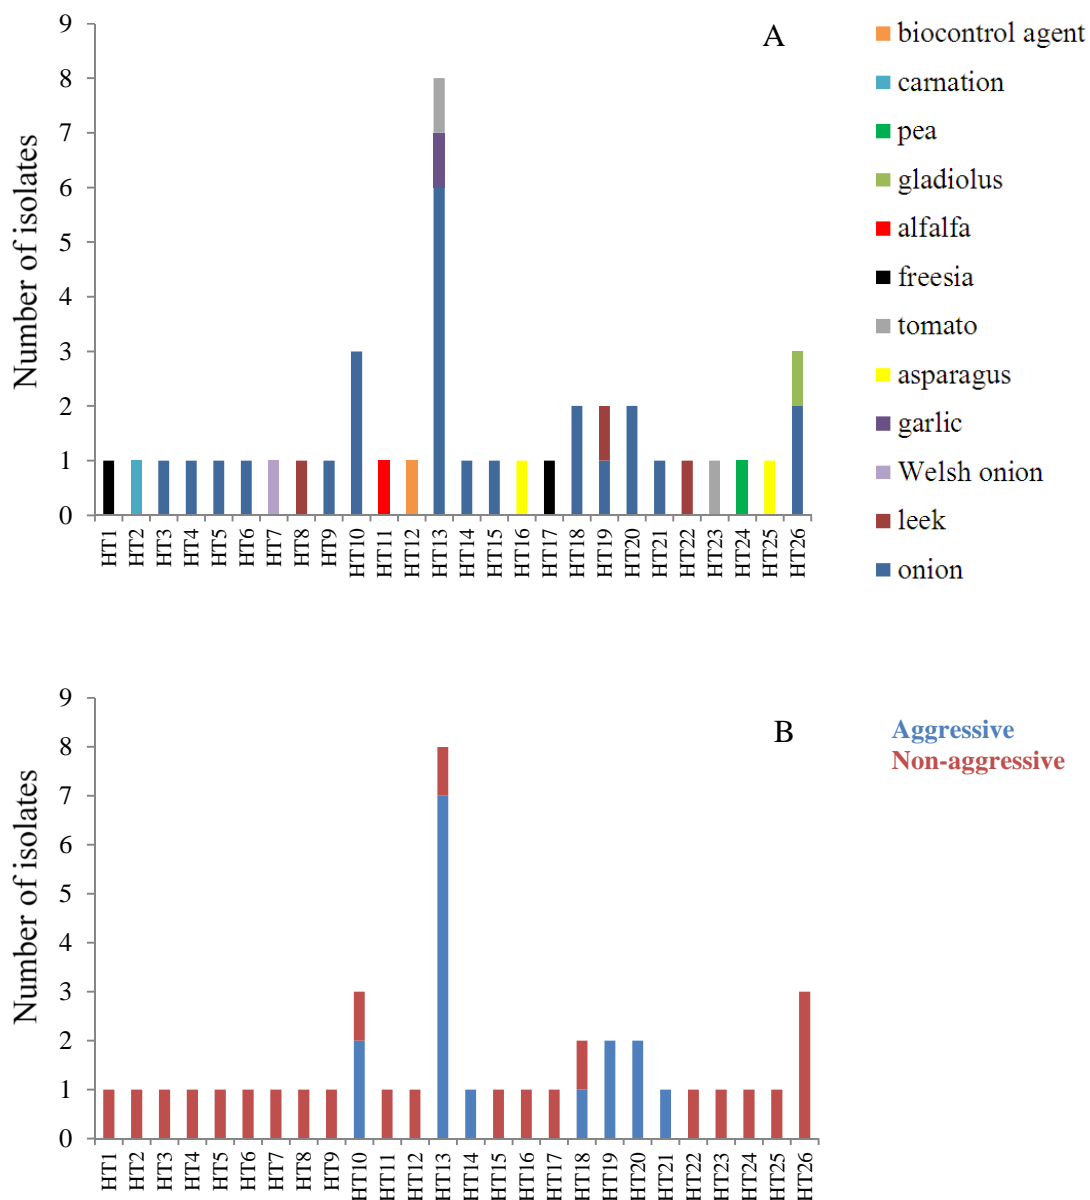 A
Number of isolates
9
8
7
6
5
4
3
2
1
0
HT1 HT2 HT3 HT4 HT5 HT6 HT7 HT8 HT9 HT10 HT11 HT12 HT13 HT14 HT15 HT16 HT17 HT18 HT19 HT20 HT21 HT22 HT23 HT24 HT25 HT26
biocontrol agent
carnation
pea
gladiolus
alfalfa
freesia
tomato
asparagus
garlic
Welsh onion
leek
onion
B
Number of isolates
9
8
7
6
5
4
3
2
1
0
HT1 HT2 HT3 HT4 HT5 HT6 HT7 HT8 HT9 HT10 HT11 HT12 HT13 HT14 HT15 HT16 HT17 HT18 HT19 HT20 HT21 HT22 HT23 HT24 HT25 HT26
Aggressive
Non-aggressive